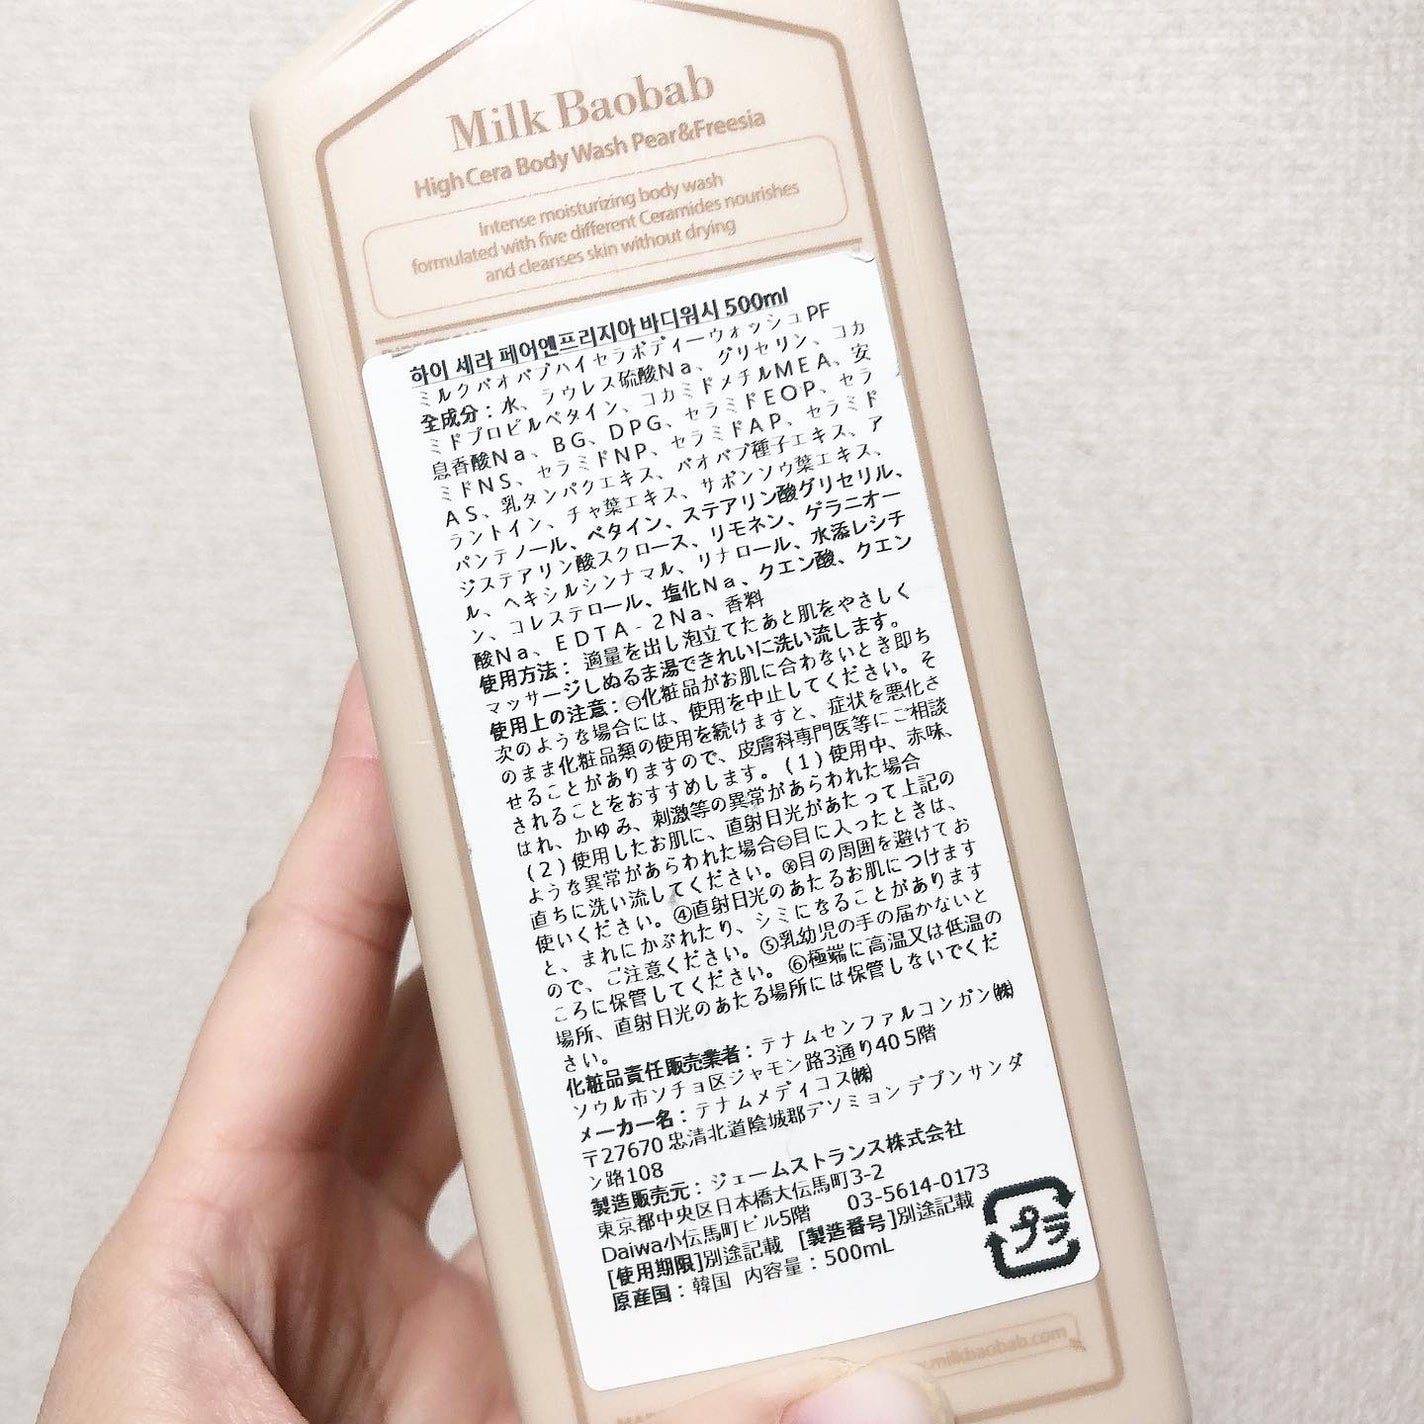 Milk Baobab
High Cera Body Wash Pear&Freesia
Intense moisturizing body wash
formulated with five different Ceramides nourishes
and cleanses skin without drying
하이 세라 페어앤프리지아 바디워시 500ml
ミルクバオバブハイセラボディーウォッシュPF
全成分：水、ラウレス硫酸Na、グリセリン、コカ
ミドプロピルベタイン、コカミドメチルMEA、安
息香酸Na、BG、DPG、セラミドEOP、セラ
ミドNS、セラミドNP、セラミドAP、セラミド
AS、乳タンパクエキス、バオバブ種子エキス、ア
ラントイン、チャ葉エキス、サボンソウ葉エキス、
パンテノール、ベタイン、ステアリン酸グリセリル、
ジステアリン酸スクロース、リモネン、ゲラニオー
ル、ヘキシルシンナマル、リナロール、水添レシチ
ン、コレステロール、塩化Na、クエン酸、クエン
酸Na、EDTA-2Na、香料
使用方法：適量を出し泡立てたあと肌をやさしく
マッサージしぬるま湯できれいに洗い流します。
使用上の注意：㊀化粧品がお肌に合わないとき即ち
次のような場合には、使用を中止してください。そ
のまま化粧品類の使用を続けますと、症状を悪化さ
せることがありますので、皮膚科専門医等にご相談
されることをおすすめします。(1)使用中、赤味、
はれ、かゆみ、刺激等の異常があらわれた場合
(2)使用したお肌に、直射日光があたって上記の
ような異常があらわれた場合㊁目に入ったときは、
直ちに洗い流してください。目の周囲を避けてお
使いください。④直射日光のあたるお肌につけます
と、まれにかぶれたり、シミになることがあります
ので、ご注意ください。⑤乳幼児の手の届かないと
ころに保管してください。⑥極端に高温又は低温の
場所、直射日光のあたる場所には保管しないでくだ
さい。
化粧品責任販売業者：テナムセンファルコンガン㈱
ソウル市ソチョ区ジャモン路3通り40 5階
メーカー名：テナムメディコス㈱
〒27670 忠清北道陰城郡デソミョン デプンサンダ
ン路108
製造販売元：ジェームストランス株式会社
東京都中央区日本橋大伝馬町3-2
Daiwa小伝馬町ビル5階 03-5614-0173
[使用期限]別途記載 [製造番号]別途記載
原産国：韓国 内容量：500mL
プラ
www.milkbaobab.com